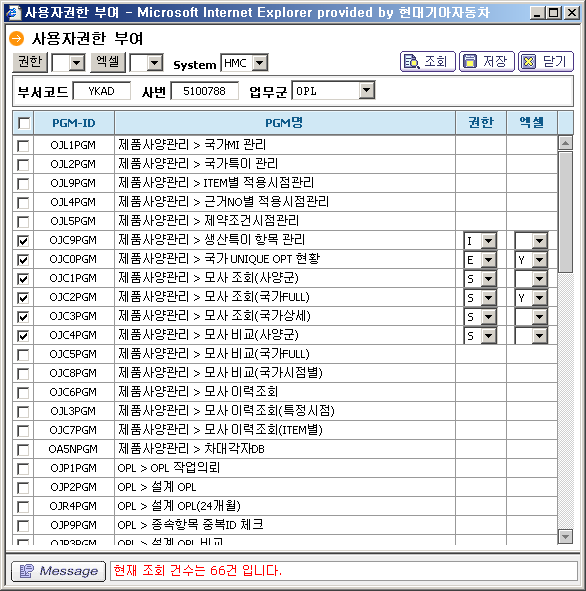 사용자권한 부여 - Microsoft Internet Explorer provided by 현대기아자동차
사용자권한 부여
권한 엑셀 System HMC 조회 저장 닫기
부서코드 YKAD 사번 5100788 업무군 OPL
PGM-ID PGM명 권한 엑셀
OJL1PGM 제품사양관리 > 국가MI 관리
OJL2PGM 제품사양관리 > 국가특이 관리
OJL9PGM 제품사양관리 > ITEM별 적용시점관리
OJL4PGM 제품사양관리 > 근거NO별 적용시점관리
OJL5PGM 제품사양관리 > 제약조건시점관리
OJC9PGM 제품사양관리 > 생산특이 항목 관리 I
OJC0PGM 제품사양관리 > 국가 UNIQUE OPT 현황 E Y
OJC1PGM 제품사양관리 > 모사 조회(사양군) S
OJC2PGM 제품사양관리 > 모사 조회(국가FULL) S Y
OJC3PGM 제품사양관리 > 모사 조회(국가상세) S
OJC4PGM 제품사양관리 > 모사 비교(사양군) S
OJC5PGM 제품사양관리 > 모사 비교(국가FULL)
OJC8PGM 제품사양관리 > 모사 비교(국가시점별)
OJC6PGM 제품사양관리 > 모사 이력조회
OJL3PGM 제품사양관리 > 모사 이력조회(특정시점)
OJC7PGM 제품사양관리 > 모사 이력조회(ITEM별)
OA5NPGM 제품사양관리 > 차대각자DB
OJP1PGM OPL > OPL 작업의뢰
OJP2PGM OPL > 설계 OPL
OJR4PGM OPL > 설계 OPL(24개월)
OJP9PGM OPL > 종속항목 중복ID 체크
OJP3PGM OPL > 설계 OPL 비교
Message 현재 조회 건수는 66건 입니다.